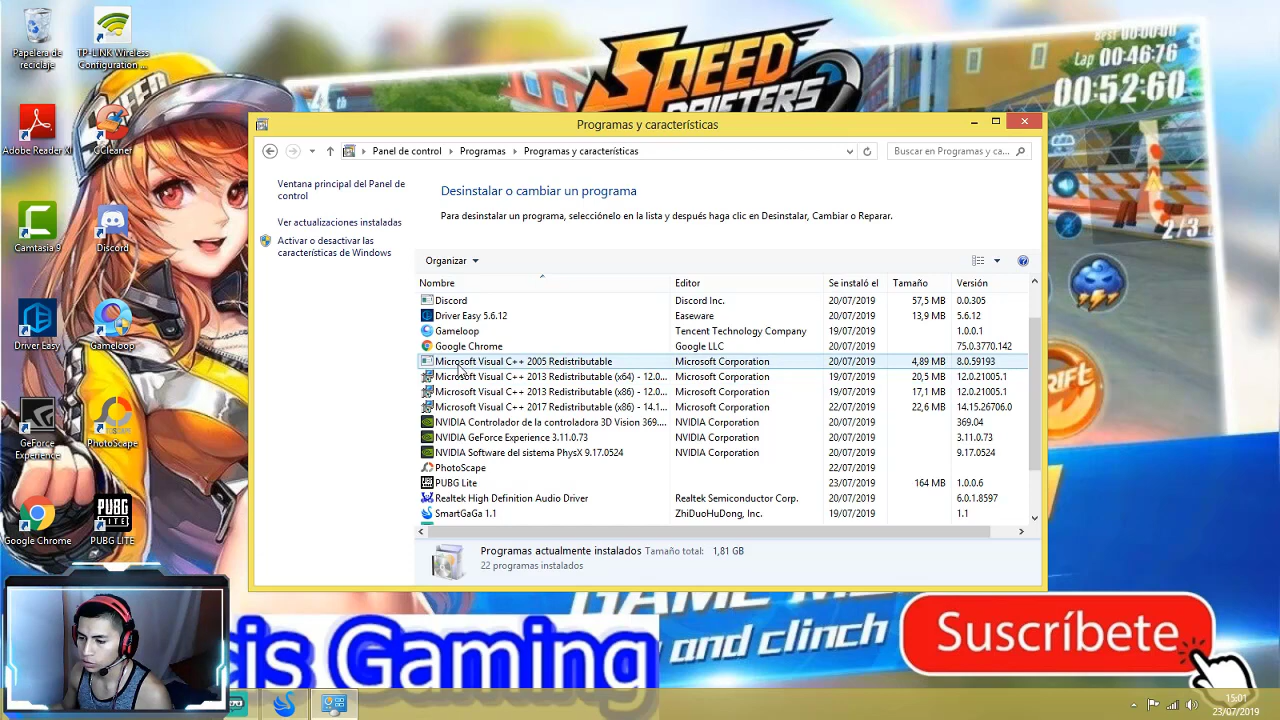 Papelera de
reciclaje
TP-LINK Wireless
Configuration ...
Adobe Reader XI
CCleaner
Camtasia 9
Discord
Driver Easy
Gameloop
GeForce
Experience
PhotoScape
Google Chrome
PUBG
LITE
PUBG LITE
SPEED
SPEED
DRIFTERS
4th
Best 00:00:00
Lap 00:46:76
00:52:60
2/3
DRIFT
Programas y características
Panel de control
Programas
Programas y características
Buscar en Programas y ca...
Ventana principal del Panel de
control
Ver actualizaciones instaladas
Activar o desactivar las
características de Windows
Desinstalar o cambiar un programa
Para desinstalar un programa, selecciónelo en la lista y después haga clic en Desinstalar, Cambiar o Reparar.
Organizar
Nombre Editor Se instaló el Tamaño Versión
Discord Discord Inc. 20/07/2019 57,5 MB 0.0.305
Driver Easy 5.6.12 Easeware 20/07/2019 13,9 MB 5.6.12
Gameloop Tencent Technology Company 19/07/2019 1.0.0.1
Google Chrome Google LLC 20/07/2019 75.0.3770.142
Microsoft Visual C++ 2005 Redistributable Microsoft Corporation 20/07/2019 4,89 MB 8.0.59193
Microsoft Visual C++ 2013 Redistributable (x64) - 12.0... Microsoft Corporation 19/07/2019 20,5 MB 12.0.21005.1
Microsoft Visual C++ 2013 Redistributable (x86) - 12.0... Microsoft Corporation 19/07/2019 17,1 MB 12.0.21005.1
Microsoft Visual C++ 2017 Redistributable (x86) - 14.1... Microsoft Corporation 22/07/2019 22,6 MB 14.15.26706.0
NVIDIA Controlador de la controladora 3D Vision 369.... NVIDIA Corporation 20/07/2019 369.04
NVIDIA GeForce Experience 3.11.0.73 NVIDIA Corporation 20/07/2019 3.11.0.73
NVIDIA Software del sistema PhysX 9.17.0524 NVIDIA Corporation 20/07/2019 9.17.0524
PhotoScape 22/07/2019
PUBG Lite 23/07/2019 164 MB 1.0.0.6
Realtek High Definition Audio Driver Realtek Semiconductor Corp. 20/07/2019 6.0.1.8597
SmartGaGa 1.1 ZhiDuoHuDong, Inc. 19/07/2019 1.1
Programas actualmente instalados Tamaño total: 1,81 GB
22 programas instalados
GAME
and clinch
cis Gaming
Suscríbete
15:01
23/07/2019